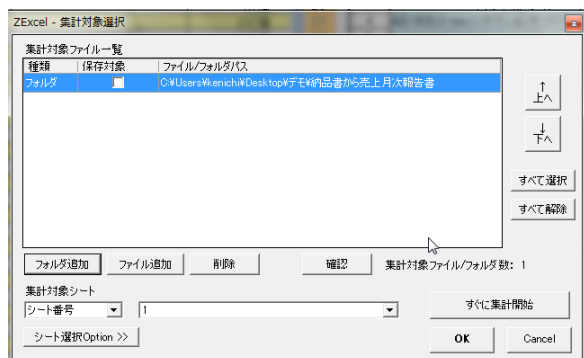 ZExcel - 集計対象選択
集計対象ファイル一覧
種類 保存対象 ファイル/フォルダパス
フォルダ C:¥Users¥kenichi¥Desktop¥デモ¥納品書から売上月次報告書
↑
上へ
↓
下へ
すべて選択
すべて解除
フォルダ追加 ファイル追加 削除 確認 集計対象ファイル/フォルダ数: 1
集計対象シート
シート番号 1 すぐに集計開始
シート選択Option >> OK Cancel